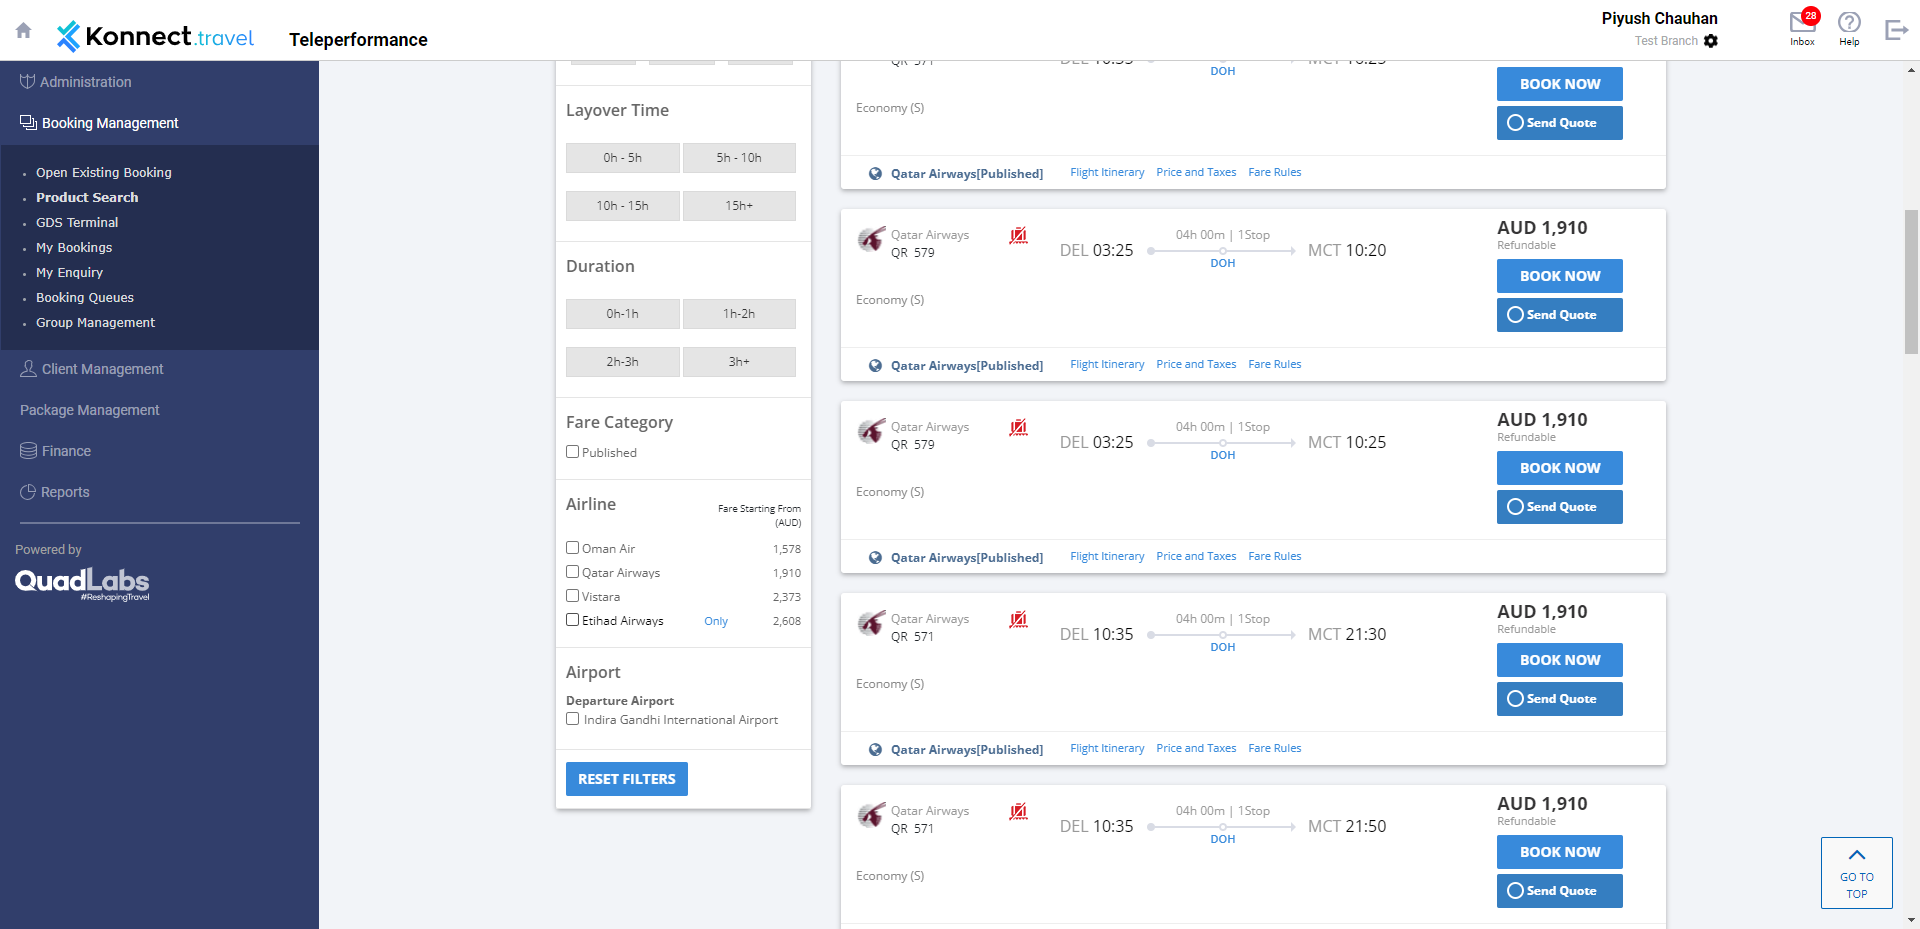 Konnect.travel
Teleperformance
Piyush Chauhan
Test Branch
28
Inbox
Help
Administration
Booking Management
Open Existing Booking
Product Search
GDS Terminal
My Bookings
My Enquiry
Booking Queues
Group Management
Client Management
Package Management
Finance
Reports
Powered by
QuadLabs
#ReshapingTravel
Layover Time
0h - 5h
5h - 10h
10h - 15h
15h+
Duration
0h-1h
1h-2h
2h-3h
3h+
Fare Category
Published
Airline
Fare Starting From
(AUD)
Oman Air 1,578
Qatar Airways 1,910
Vistara 2,373
Etihad Airways Only 2,608
Airport
Departure Airport
Indira Gandhi International Airport
RESET FILTERS
DOH
BOOK NOW
Economy (S)
Send Quote
Qatar Airways[Published] Flight Itinerary Price and Taxes Fare Rules
Qatar Airways
QR 579
DEL 03:25
04h 00m | 1Stop
DOH
MCT 10:20
AUD 1,910
Refundable
BOOK NOW
Economy (S)
Send Quote
Qatar Airways[Published] Flight Itinerary Price and Taxes Fare Rules
Qatar Airways
QR 579
DEL 03:25
04h 00m | 1Stop
DOH
MCT 10:25
AUD 1,910
Refundable
BOOK NOW
Economy (S)
Send Quote
Qatar Airways[Published] Flight Itinerary Price and Taxes Fare Rules
Qatar Airways
QR 571
DEL 10:35
04h 00m | 1Stop
DOH
MCT 21:30
AUD 1,910
Refundable
BOOK NOW
Economy (S)
Send Quote
Qatar Airways[Published] Flight Itinerary Price and Taxes Fare Rules
Qatar Airways
QR 571
DEL 10:35
04h 00m | 1Stop
DOH
MCT 21:50
AUD 1,910
Refundable
BOOK NOW
Economy (S)
Send Quote
GO TO
TOP